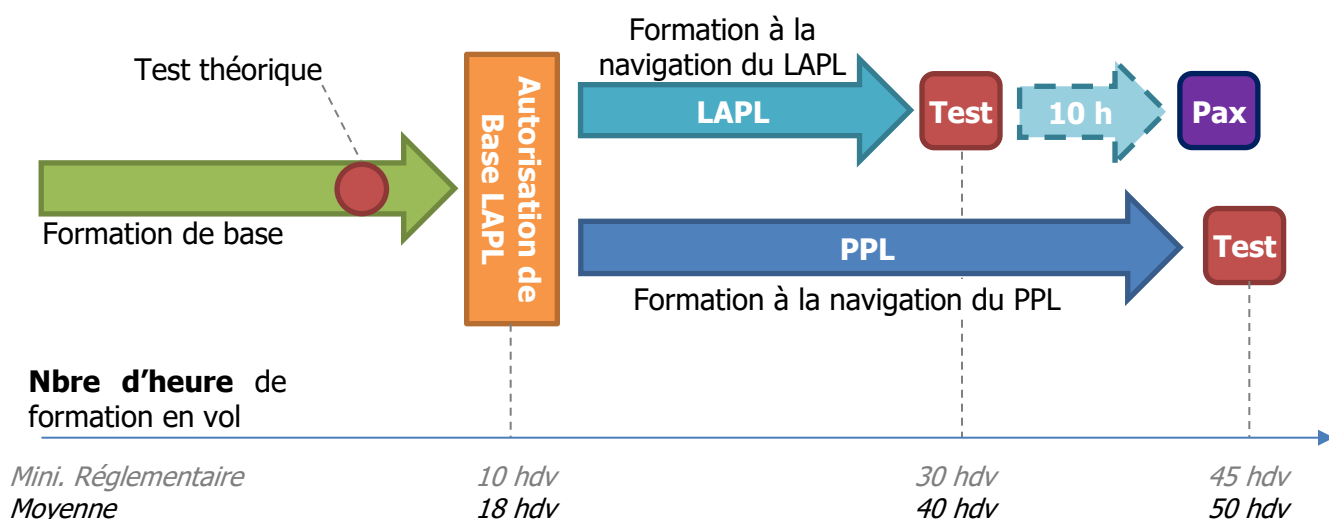 Formation à la
navigation du LAPL
Test théorique
Autorisation de
Base LAPL
LAPL
Test
10 h
Pax
Formation de base
PPL
Test
Formation à la navigation du PPL
Nbre d'heure de
formation en vol
Mini. Réglementaire 10 hdv 30 hdv 45 hdv
Moyenne 18 hdv 40 hdv 50 hdv